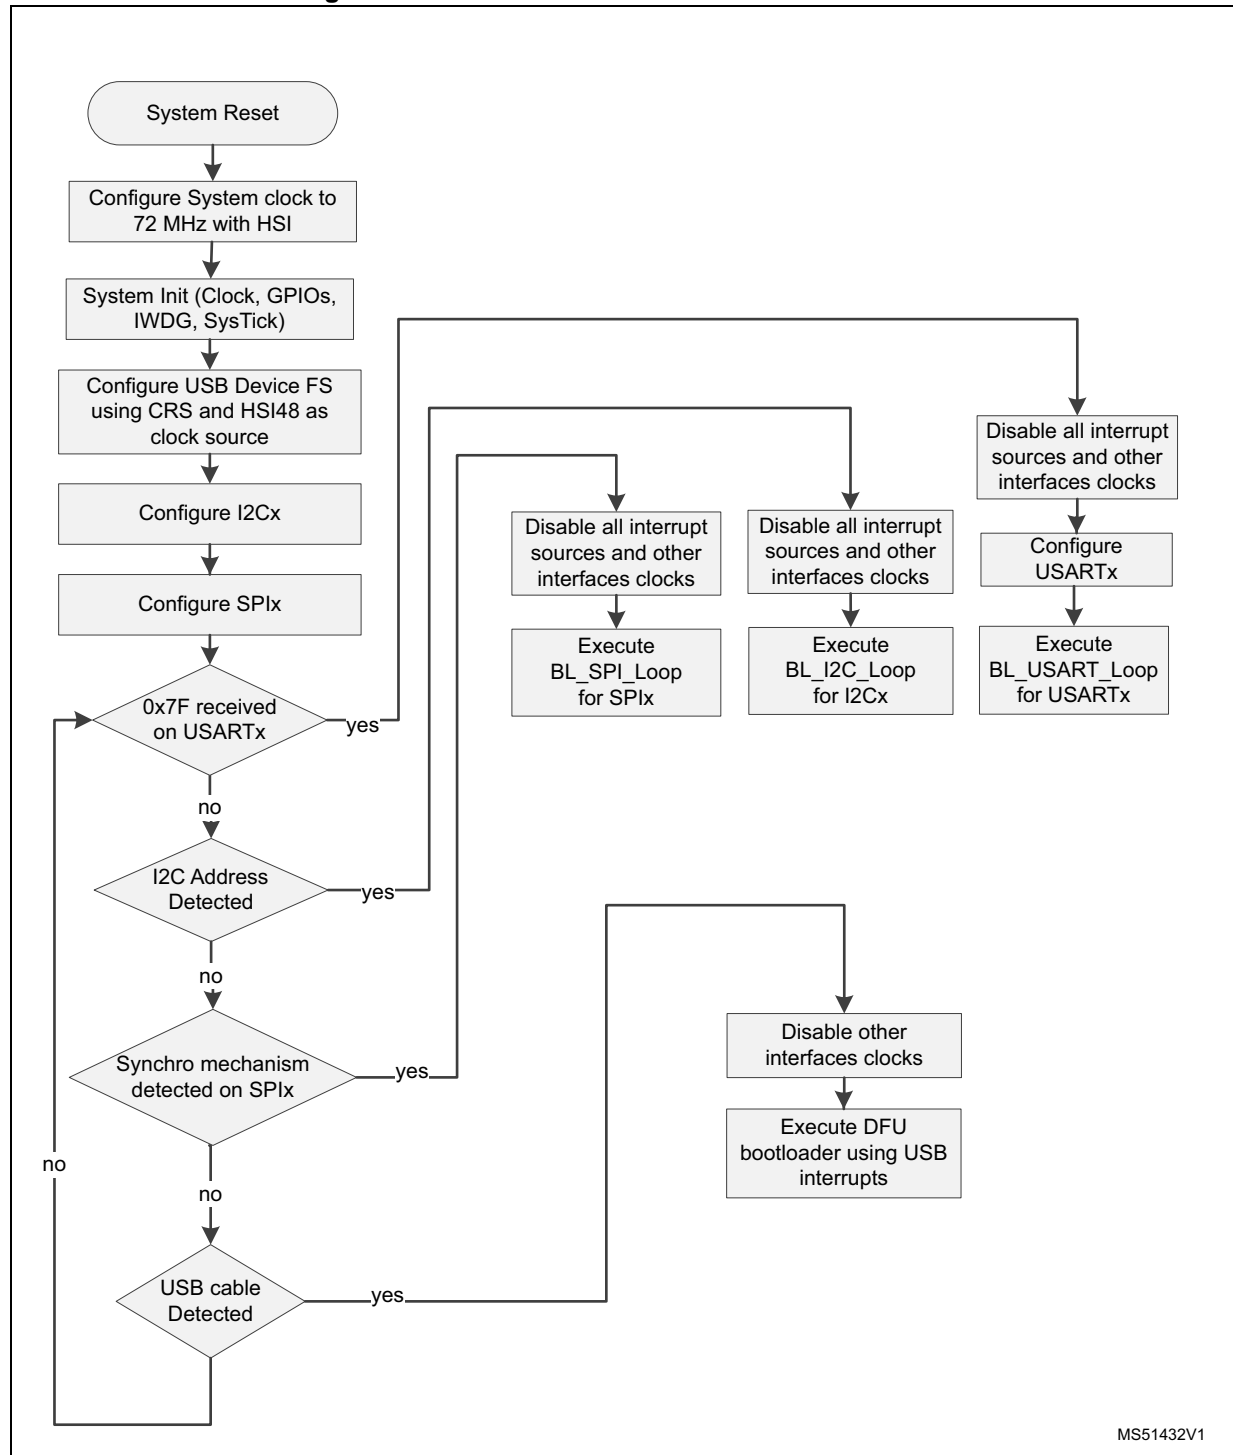 System Reset
Configure System clock to
72 MHz with HSI
System Init (Clock, GPIOs,
IWDG, SysTick)
Configure USB Device FS
using CRS and HSI48 as
clock source
Configure I2Cx
Configure SPIx
0x7F received
on USARTx
yes
no
I2C Address
Detected
yes
no
Synchro mechanism
detected on SPIx
yes
no
no
USB cable
Detected
yes
Disable all interrupt
sources and other
interfaces clocks
Execute
BL_SPI_Loop
for SPIx
Disable all interrupt
sources and other
interfaces clocks
Execute
BL_I2C_Loop
for I2Cx
Disable all interrupt
sources and other
interfaces clocks
Configure
USARTx
Execute
BL_USART_Loop
for USARTx
Disable other
interfaces clocks
Execute DFU
bootloader using USB
interrupts
MS51432V1